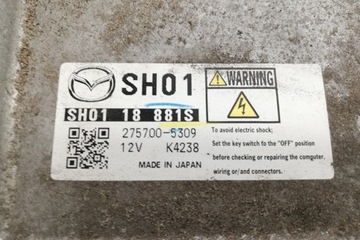 SH01
SH01 18 881S
275700-5309
12V K4238
MADE IN JAPAN
WARNING
To avoid electric shock;
Set the key switch to the "OFF" position
before checking or repairing the computer,
wiring or/and connectors.